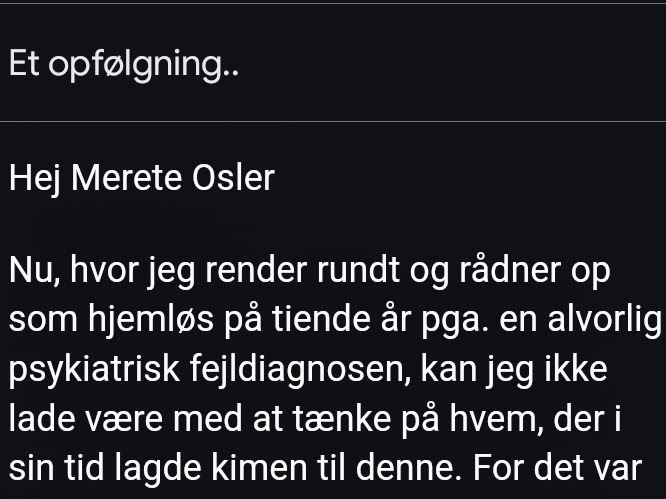 Et opfølgning..
Hej Merete Osler
Nu, hvor jeg render rundt og rådner op
som hjemløs på tiende år pga. en alvorlig
psykiatrisk fejldiagnosen, kan jeg ikke
lade være med at tænke på hvem, der i
sin tid lagde kimen til denne. For det var